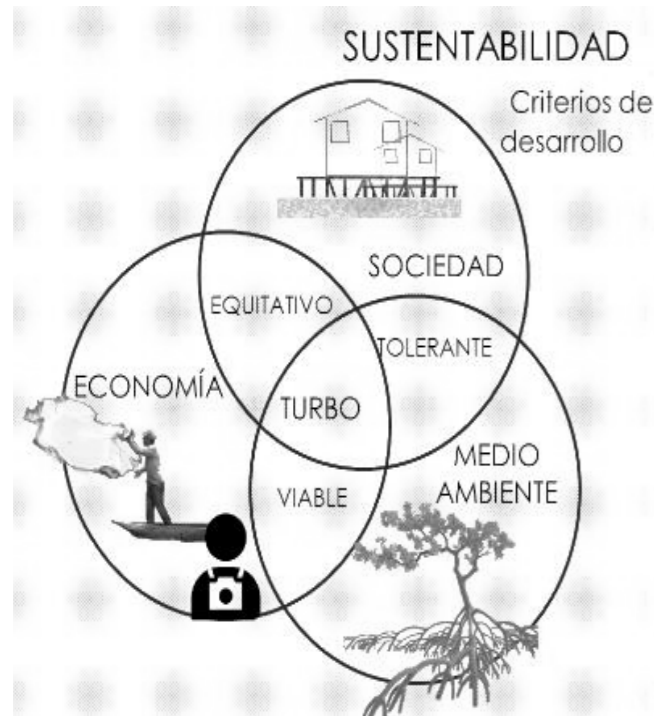 SUSTENTABILIDAD
Criterios de
desarrollo
SOCIEDAD
EQUITATIVO
TOLERANTE
ECONOMÍA
TURBO
MEDIO
AMBIENTE
VIABLE